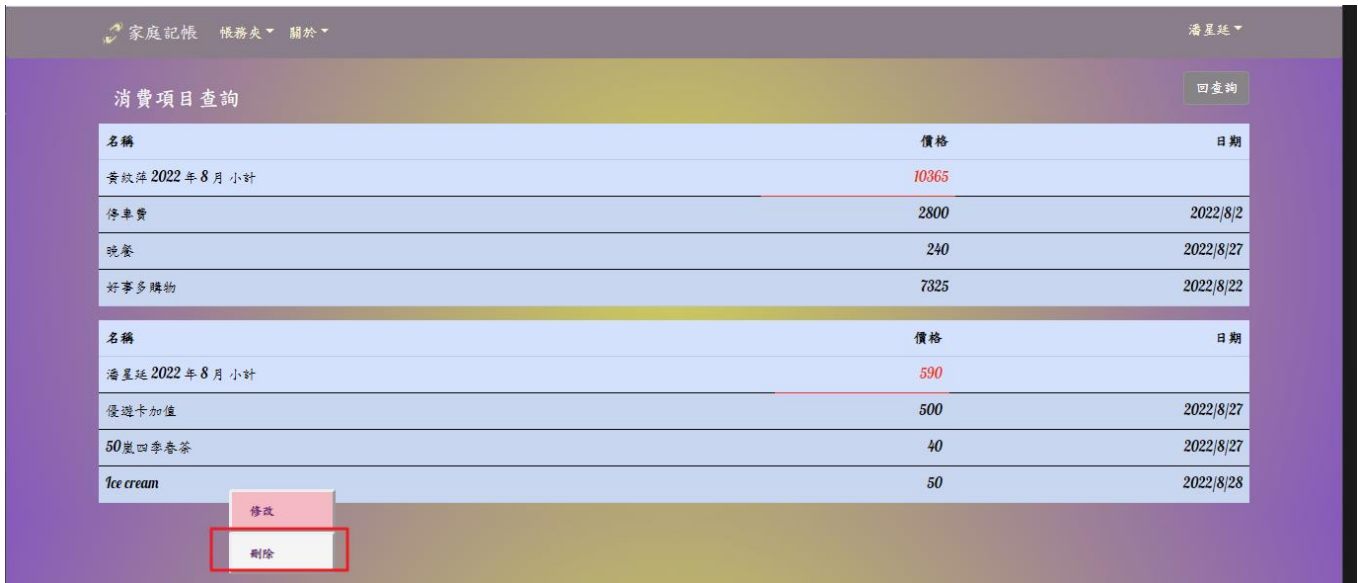 家庭記帳 帳務夾 關於 潘星廷
消費項目查詢 回查詢
名稱 價格 日期
黃紋萍 2022 年 8 月 小計 10365
停車費 2800 2022/8/2
晚餐 240 2022/8/27
好事多購物 7325 2022/8/22
名稱 價格 日期
潘星廷 2022 年 8 月 小計 590
優遊卡加值 500 2022/8/27
50嵐四季春茶 40 2022/8/27
Ice cream 50 2022/8/28
修改
刪除